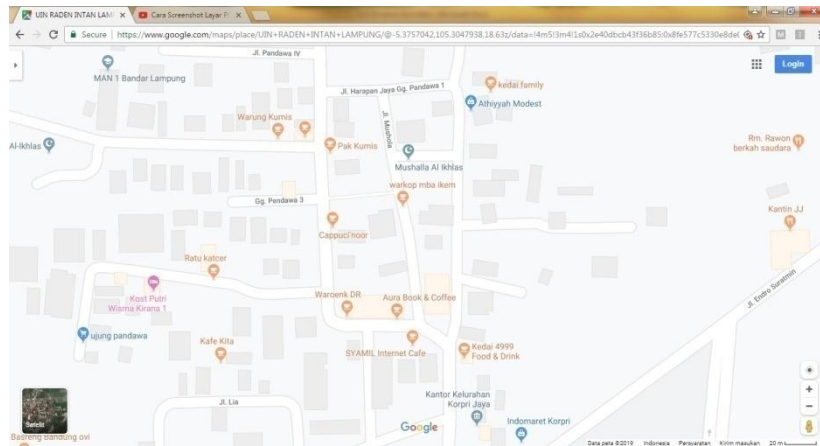 UIN RADEN INTAN LAM
Cara Screenshot Layar P
Secure
https://www.google.com/maps/place/UIN+RADEN+INTAN+LAMPUNG/@-5.3757042,105.3047938,18.63z/data=
Login
Jl. Pandawa IV
MAN 1 Bandar Lampung
Jl. Harapan Jaya Gg. Pandawa 1
kedai family
Athiyyah Modest
Jl. Mushola
Warung Kumis
Al-Ikhlas
Pak Kumis
Mushalla Al Ikhlas
Rm. Rawon
berkah saudara
warkop mba ikem
Gg. Pendawa 3
Kantin JJ
Cappuci'noor
Ratu katcer
Kost Putri
Wisma Kirana 1
Waroenk DR
Aura Book & Coffee
Jl. Endro Suratmin
ujung pandawa
Kafe Kita
SYAMIL Internet Cafe
Kedai 4999
Food & Drink
Jl. Lia
Kantor Kelurahan
Korpri Jaya
Satelit
Google
Indomaret Korpri
Basreng Bandung ovi
Data peta ©2019
Indonesia
Persyaratan
Kirim masukan
20 m